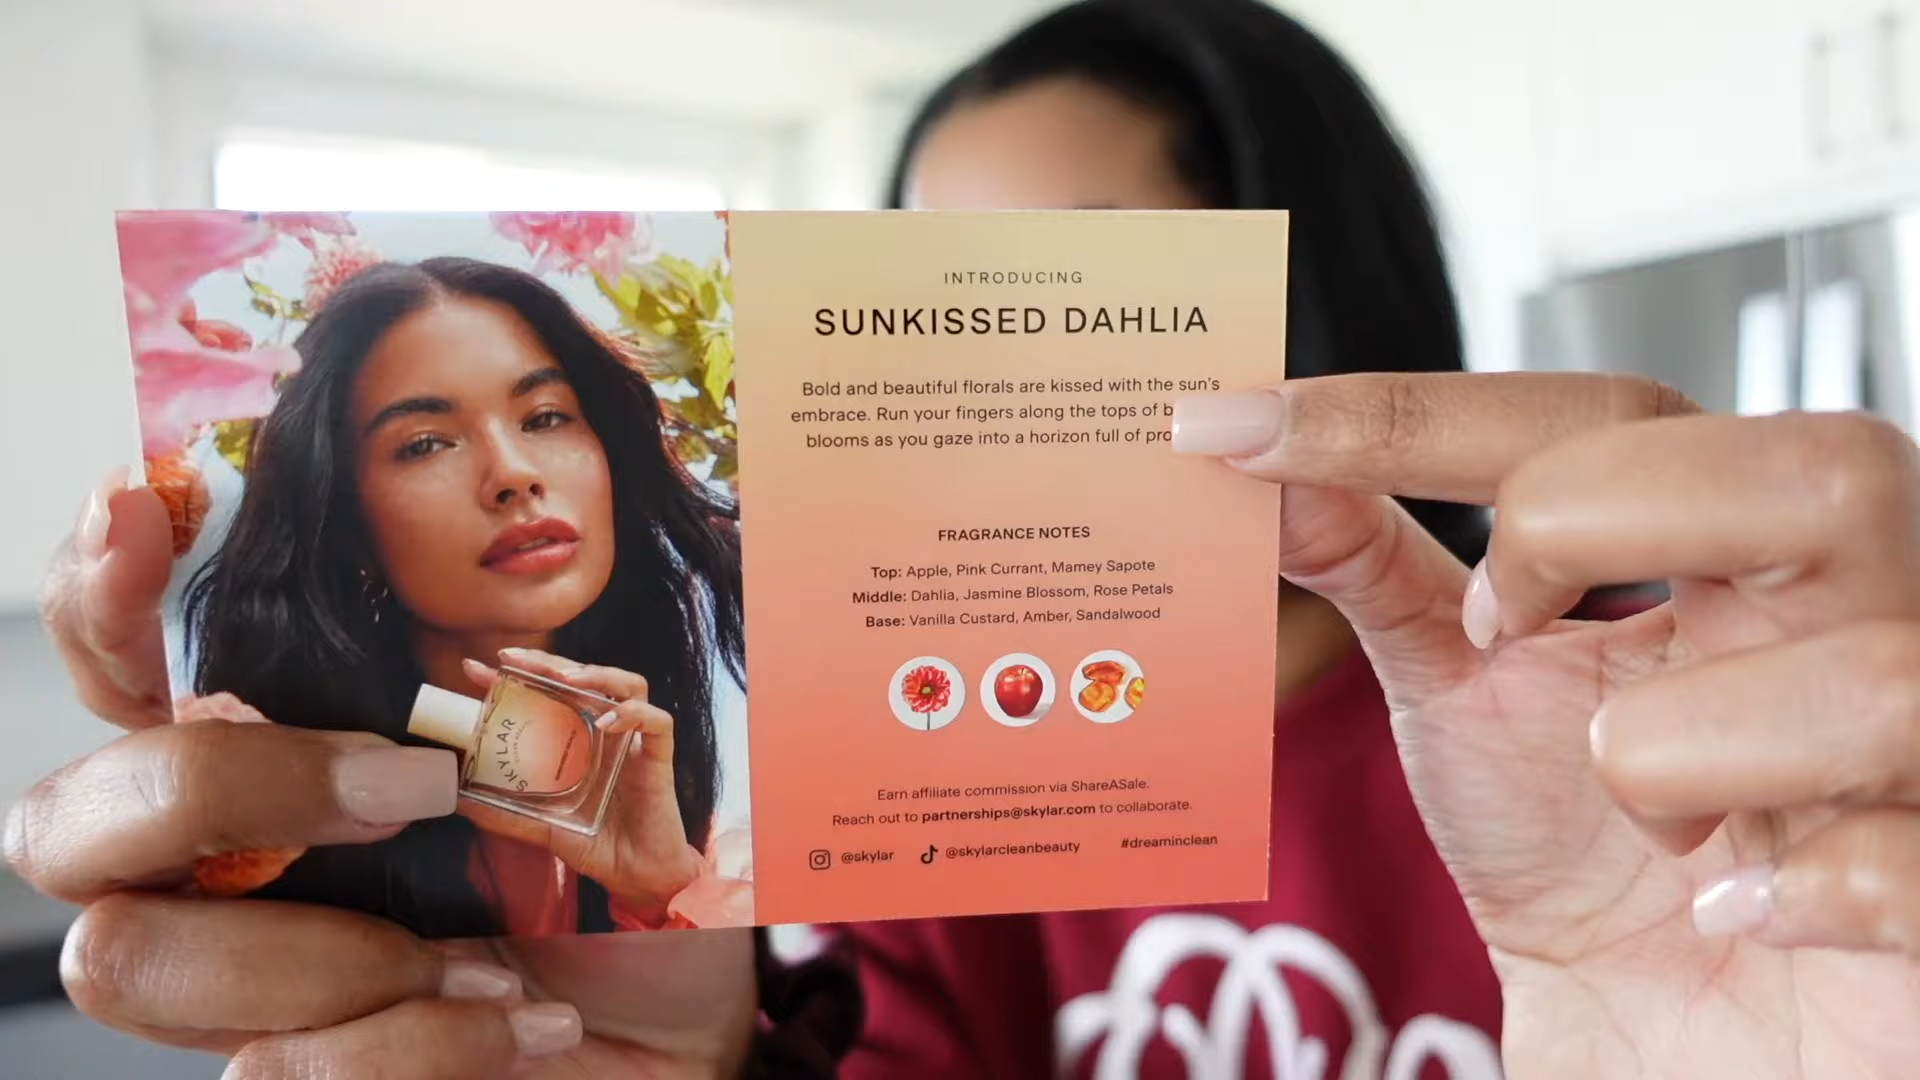 INTRODUCING
SUNKISSED DAHLIA
Bold and beautiful florals are kissed with the sun's
embrace. Run your fingers along the tops of
blooms as you gaze into a horizon full of
FRAGRANCE NOTES
Top: Apple, Pink Currant, Mamey Sapote
Middle: Dahlia, Jasmine Blossom, Rose Petals
Base: Vanilla Custard, Amber, Sandalwood
Earn affiliate commission via ShareASale.
Reach out to partnerships@skylar.com to collaborate.
@skylar @skylarcleanbeauty #dreaminclean
SKYLAR